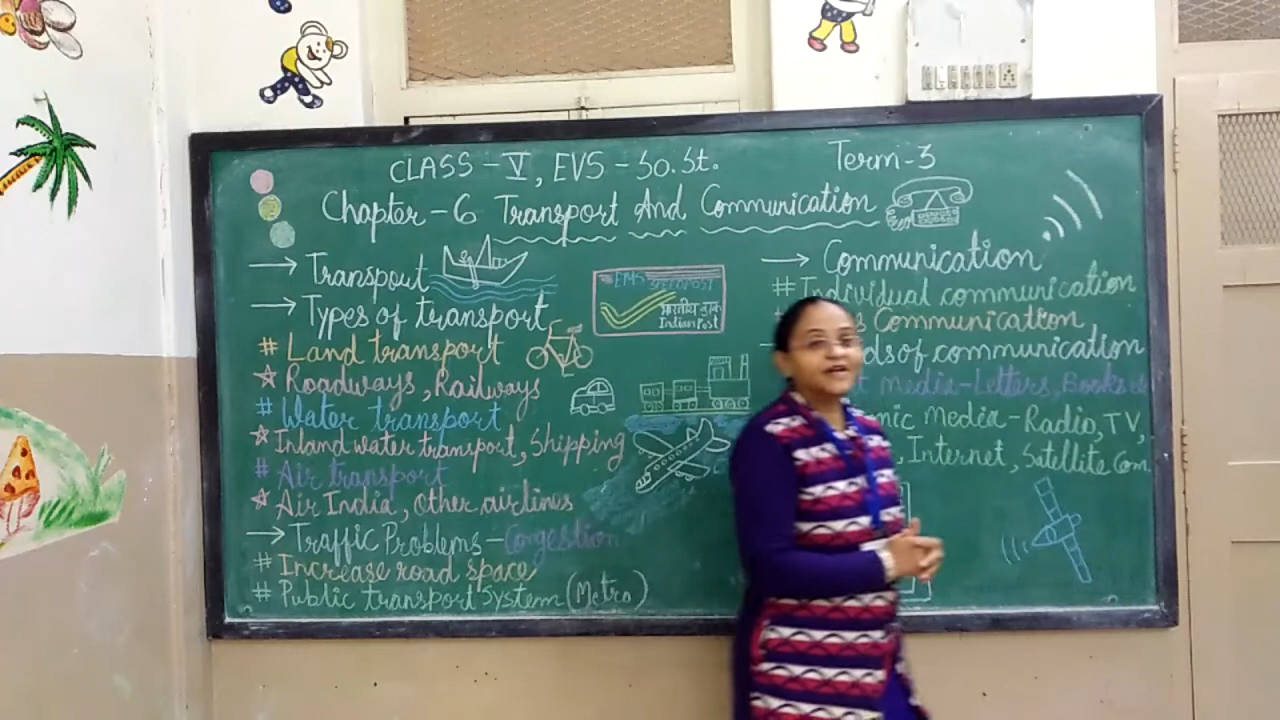 CLASS - V, EVS - So.St. Term-3
Chapter-6 Transport And Communication
→ Transport
→ Types of transport
# Land transport
☆ Roadways, Railways
# Water transport
☆ Inland water transport, Shipping
# Air transport
☆ Air India, Other airlines
→ Traffic Problems - Congestion
# Increase road space
# Public transport System (Metro)
EMS SPEEDPOST
भारतीय डाक
Indian Post
→ Communication
# Individual communication
Communication
of communication
Media - Letters, Books
Media - Radio, TV,
, Internet, Satellite Com.